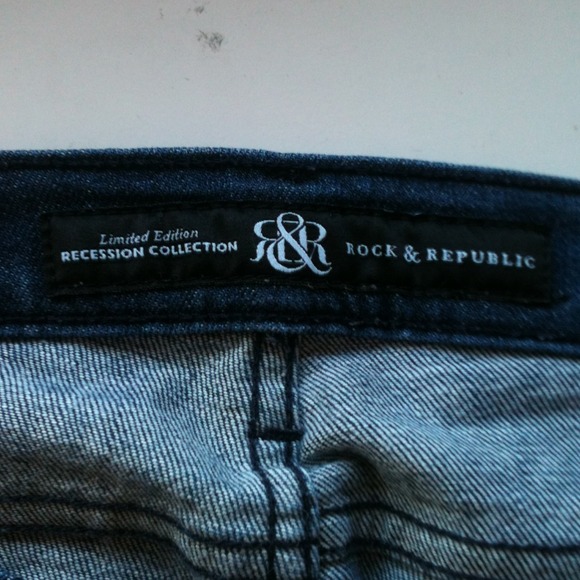 Limited Edition
RECESSION COLLECTION
R&R
ROCK & REPUBLIC